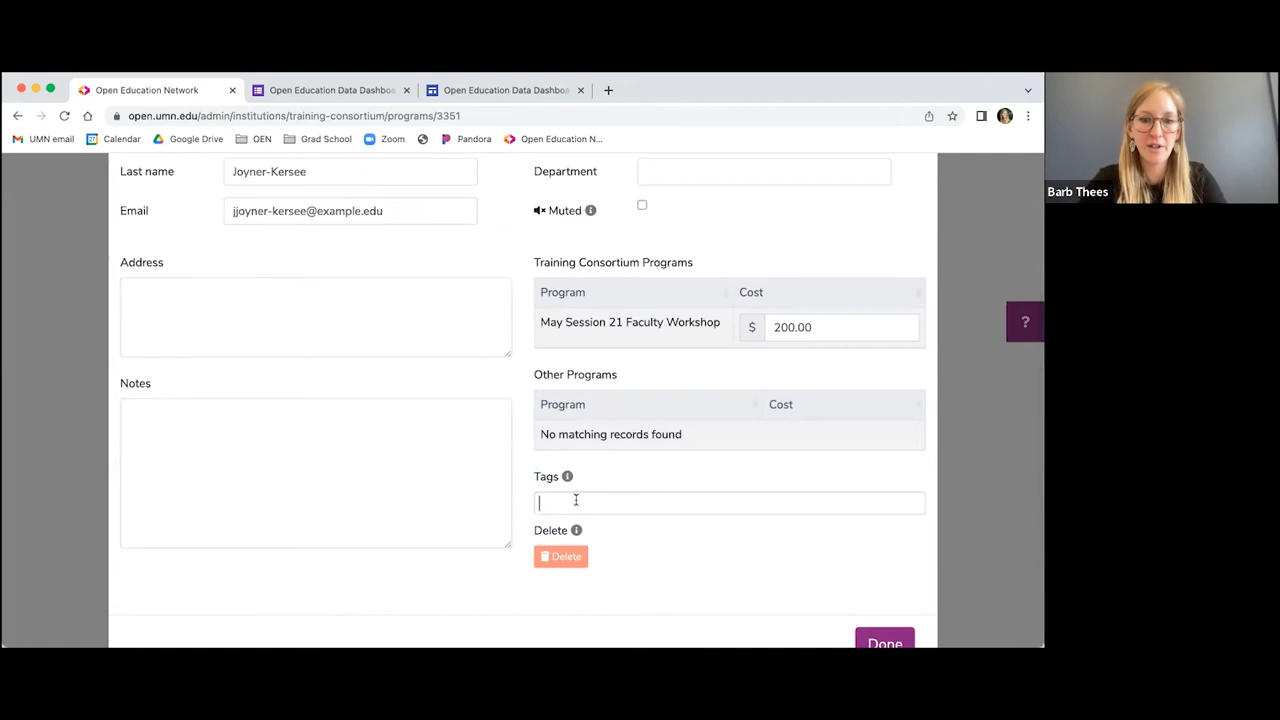 Open Education Network
Open Education Data Dashboa
Open Education Data Dashboa
open.umn.edu/admin/institutions/training-consortium/programs/3351
UMN email
Calendar
Google Drive
OEN
Grad School
Zoom
Pandora
Open Education N...
Barb Thees
Last name
Joyner-Kersee
Department
Email
jjoyner-kersee@example.edu
Muted
Address
Training Consortium Programs
Program
Cost
May Session 21 Faculty Workshop
$ 200.00
?
Notes
Other Programs
Program
Cost
No matching records found
Tags
Delete
Delete
Done